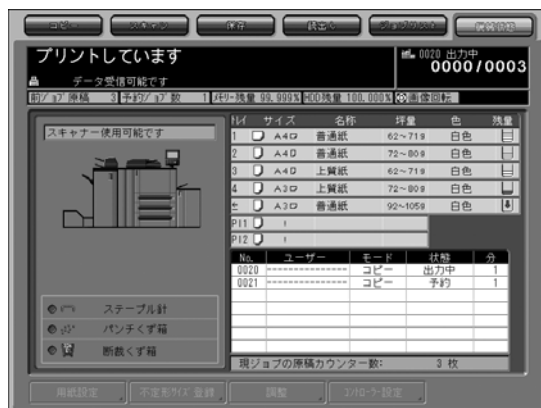 コピー スキャン 保存 読出し ジョブリスト 機械状態
プリントしています
0020 出力中
0000/0003
データ受信可能です
前ｼﾞｮﾌﾞ原稿 3 予約ｼﾞｮﾌﾞ数 1 ﾒﾓﾘｰ残量 99.999% HDD残量 100.000% 画像回転
スキャナー使用可能です
ﾄﾚｲ サイズ 名称 坪量 色 残量
1 A4 普通紙 62~71g 白色
2 A4 普通紙 72~80g 白色
3 A4 上質紙 62~71g 白色
4 A3 上質紙 72~80g 白色
A3 普通紙 92~105g 白色
PI1
PI2
No. ユーザー モード 状態 分
0020 --------------- コピー 出力中 1
0021 --------------- コピー 予約 1
ステープル針
パンチくず箱
断裁くず箱
現ジョブの原稿カウンター数: 3 枚
用紙設定 不定形ｻｲｽﾞ登録 調整 ｺﾝﾄﾛｰﾗｰ設定